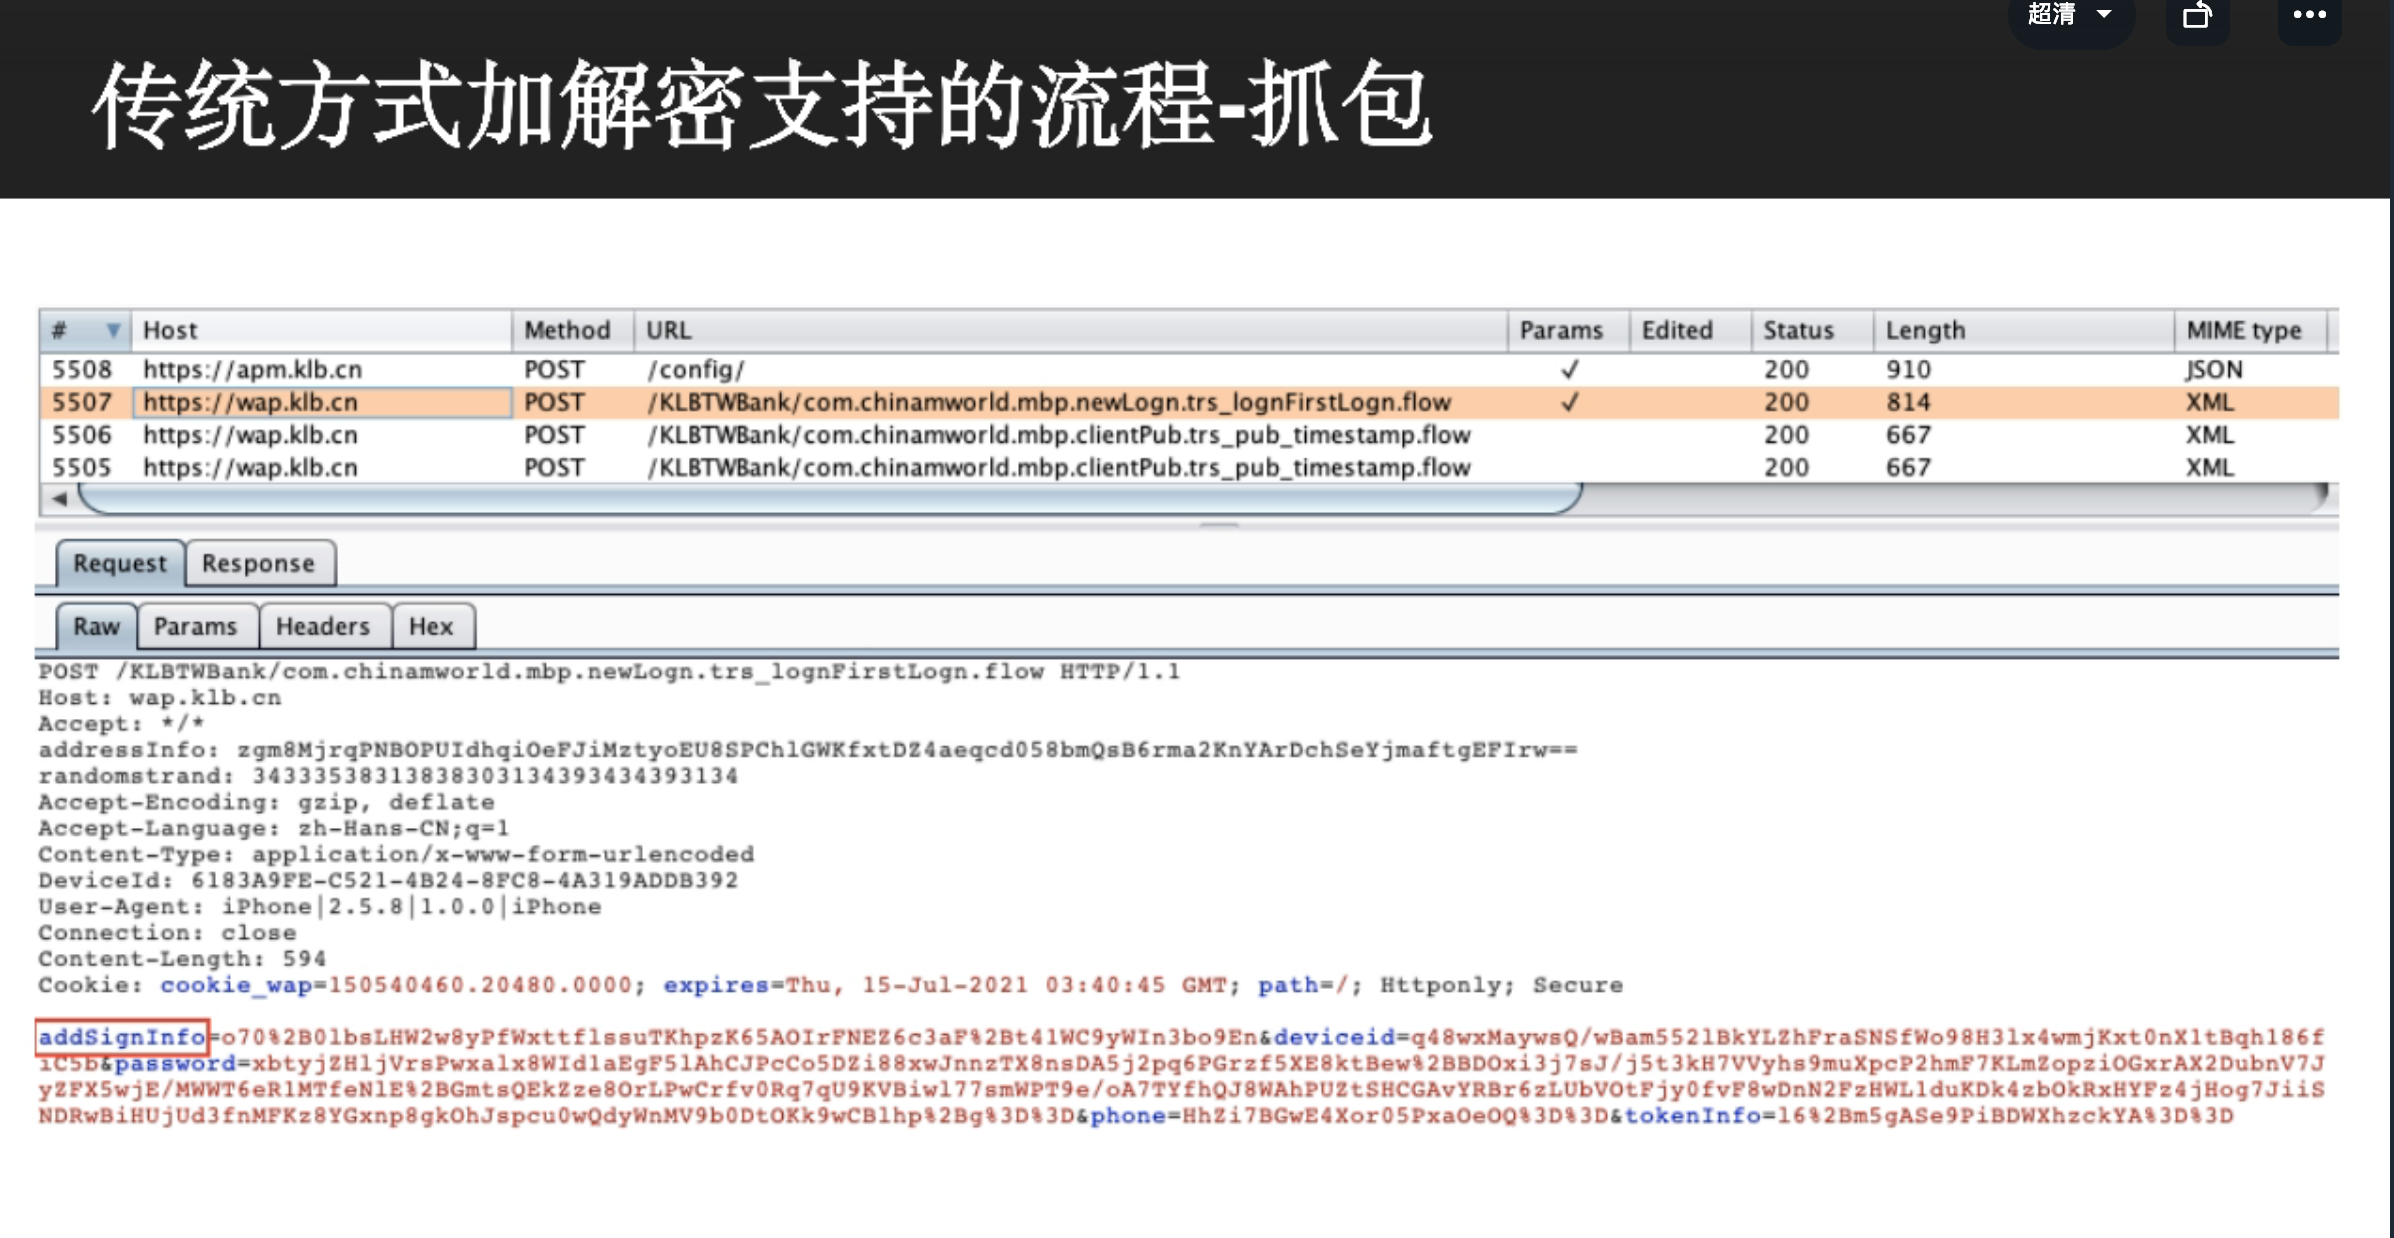 超清
传统方式加解密支持的流程-抓包
# Host Method URL Params Edited Status Length MIME type
5508 https://apm.klb.cn POST /config/ ✓ 200 910 JSON
5507 https://wap.klb.cn POST /KLBTWBank/com.chinamworld.mbp.newLogn.trs_lognFirstLogn.flow ✓ 200 814 XML
5506 https://wap.klb.cn POST /KLBTWBank/com.chinamworld.mbp.clientPub.trs_pub_timestamp.flow 200 667 XML
5505 https://wap.klb.cn POST /KLBTWBank/com.chinamworld.mbp.clientPub.trs_pub_timestamp.flow 200 667 XML
Request Response
Raw Params Headers Hex
POST /KLBTWBank/com.chinamworld.mbp.newLogn.trs_lognFirstLogn.flow HTTP/1.1
Host: wap.klb.cn
Accept: */*
addressInfo: zgm8MjrqPNBOPUIdhqiOeFJiMztyoEU8SPChlGWKfxtDZ4aeqcd058bmQsB6rma2KnYArDchSeYjmaftgEFIrw==
randomstrand: 34333538313838303134393434393134
Accept-Encoding: gzip, deflate
Accept-Language: zh-Hans-CN;q=1
Content-Type: application/x-www-form-urlencoded
DeviceId: 6183A9FE-C521-4B24-8FC8-4A319ADDB392
User-Agent: iPhone|2.5.8|1.0.0|iPhone
Connection: close
Content-Length: 594
Cookie: cookie_wap=150540460.20480.0000; expires=Thu, 15-Jul-2021 03:40:45 GMT; path=/; Httponly; Secure
addSignInfo=o70%2B0lbsLHW2w8yPfWxttflssuTKhpzK65AOIrFNEZ6c3aF%2Bt41WC9yWIn3bo9En&deviceid=q48wxMaywsQ/wBam5521BkYLZhFraSNSfWo98H3lx4wmjKxt0nXltBqh186f
iC5b&password=xbtyjZHljVrsPwxalx8WIdlaEgF5lAhCJPcCo5DZi88xwJnnzTX8nsDA5j2pq6PGrzf5XE8ktBew%2BBDOxi3j7sJ/j5t3kH7VVyhs9muXpcP2hmF7KLmZopziOGxrAX2DubnV7J
yZFX5wjE/MWWT6eRlMTfeNlE%2BGmtsQEkZze8OrLPwCrfv0Rq7qU9KVBiwl77smWPT9e/oA7TYfhQJ8WAhPUZtSHCGAvYRBr6zLUbVOtFjy0fvF8wDnN2FzHWLlduKDk4zbOkRxHYFz4jHog7JiiS
NDRwBiHUjUd3fnMFKz8YGxnp8gkOhJspcu0wQdyWnMV9b0DtOKk9wCBlhp%2Bg%3D%3D&phone=HhZi7BGwE4Xor05PxaOeOQ%3D%3D&tokenInfo=l6%2Bm5gASe9PiBDWXhzckYA%3D%3D